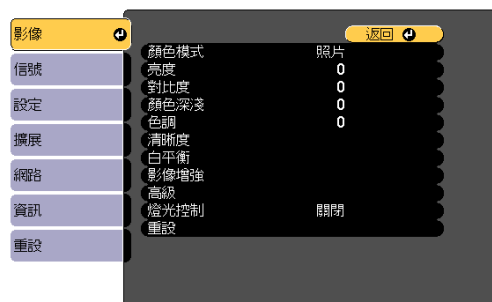 影像
信號
設定
擴展
網路
資訊
重設
返回
顏色模式 照片
亮度 0
對比度 0
顏色深淺 0
色調 0
清晰度
白平衡
影像增強
高級
燈光控制 關閉
重設